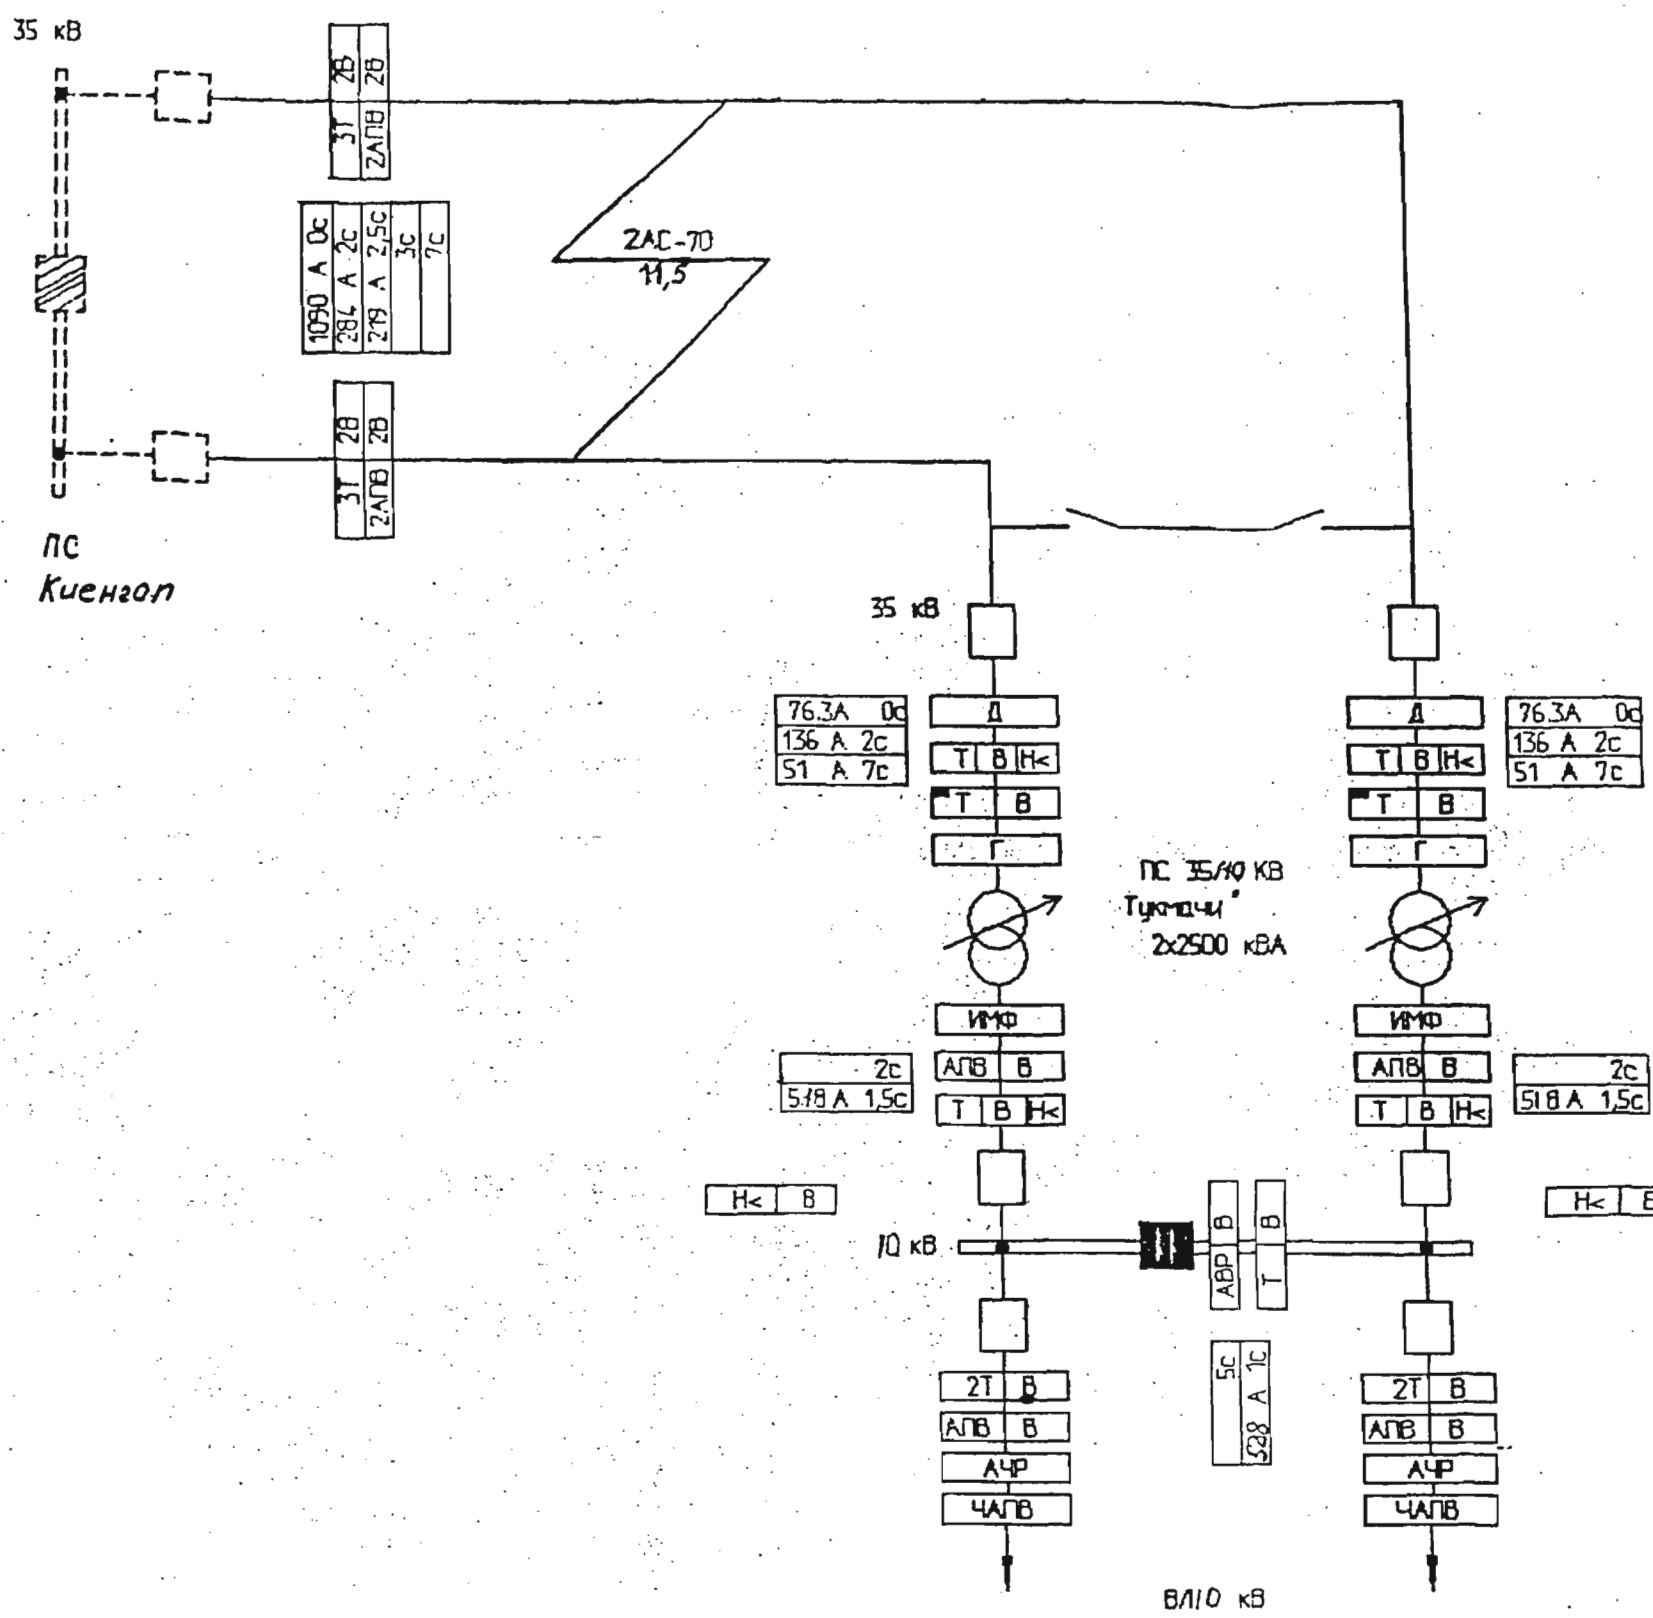 35 кВ
3Т 2В
2АПВ 2В
1090 А 0с
284 А 2с
219 А 2,5с
3с
7с
2АС-70
11,5
3Т 2В
2АПВ 2В
ПС
Киенгоп
35 кВ
76.3А 0с
136 А 2с
51 А 7с
Д
Т В Н<
Т В
Г
Д
Т В Н<
Т В
Г
76.3А 0с
136 А 2с
51 А 7с
ПС 35/10 КВ
Тукмачи"
2х2500 кВА
2с
518 А 1,5с
ИМФ
АПВ В
Т В Н<
ИМФ
АПВ В
Т В Н<
2с
518 А 1,5с
Н< В
Н< В
10 кВ
АВР В
Т В
5с
328 А 1с
2Т В
АПВ В
АЧР
ЧАПВ
2Т В
АПВ В
АЧР
ЧАПВ
ВЛ10 кВ